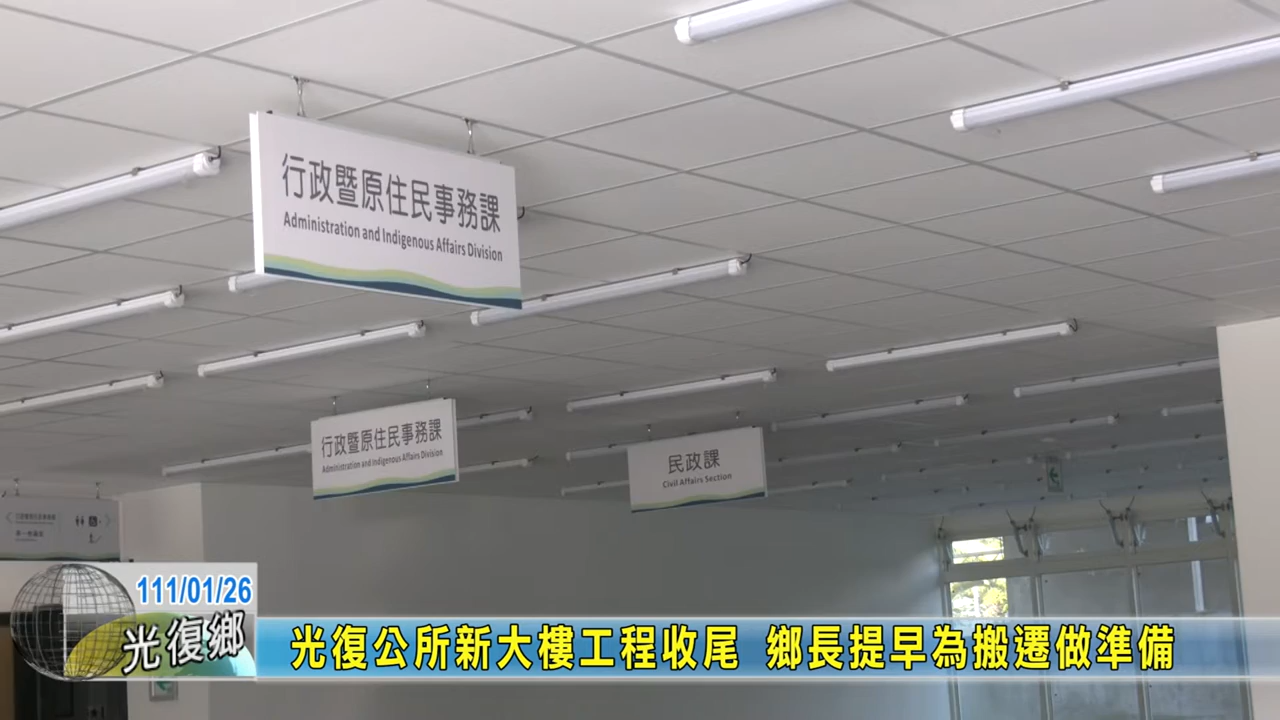 行政暨原住民事務課
Administration and Indigenous Affairs Division
行政暨原住民事務課
Administration and Indigenous Affairs Division
民政課
Civil Affairs Section
111/01/26
光復鄉
光復公所新大樓工程收尾 鄉長提早為搬遷做準備